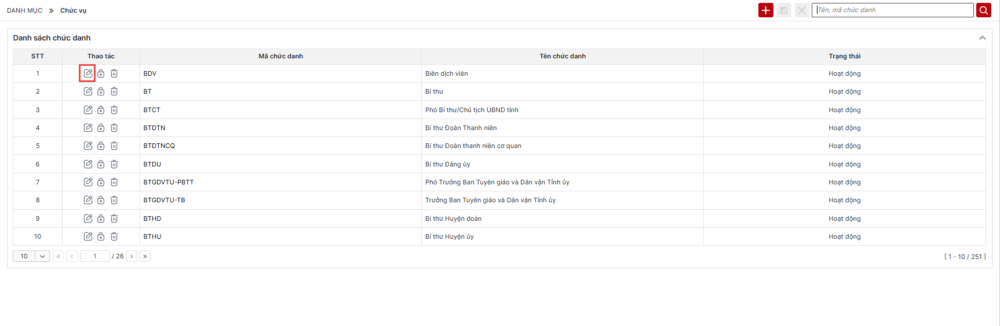 DANH MỤC » Chức vụ
Tên, mã chức danh
Danh sách chức danh
STT Thao tác Mã chức danh Tên chức danh Trạng thái
1 BDV Biên dịch viên Hoạt động
2 BT Bí thư Hoạt động
3 BTCT Phó Bí thư/Chủ tịch UBND tỉnh Hoạt động
4 BTDTN Bí thư Đoàn Thanh niên Hoạt động
5 BTDTNCQ Bí thư Đoàn thanh niên cơ quan Hoạt động
6 BTDU Bí thư Đảng ủy Hoạt động
7 BTGDVTU-PBTT Phó Trưởng Ban Tuyên giáo và Dân vận Tỉnh ủy Hoạt động
8 BTGDVTU-TB Trưởng Ban Tuyên giáo và Dân vận Tỉnh ủy Hoạt động
9 BTHD Bí thư Huyện đoàn Hoạt động
10 BTHU Bí thư Huyện ủy Hoạt động
10 « ‹ 1 / 26 › » [ 1 - 10 / 251 ]